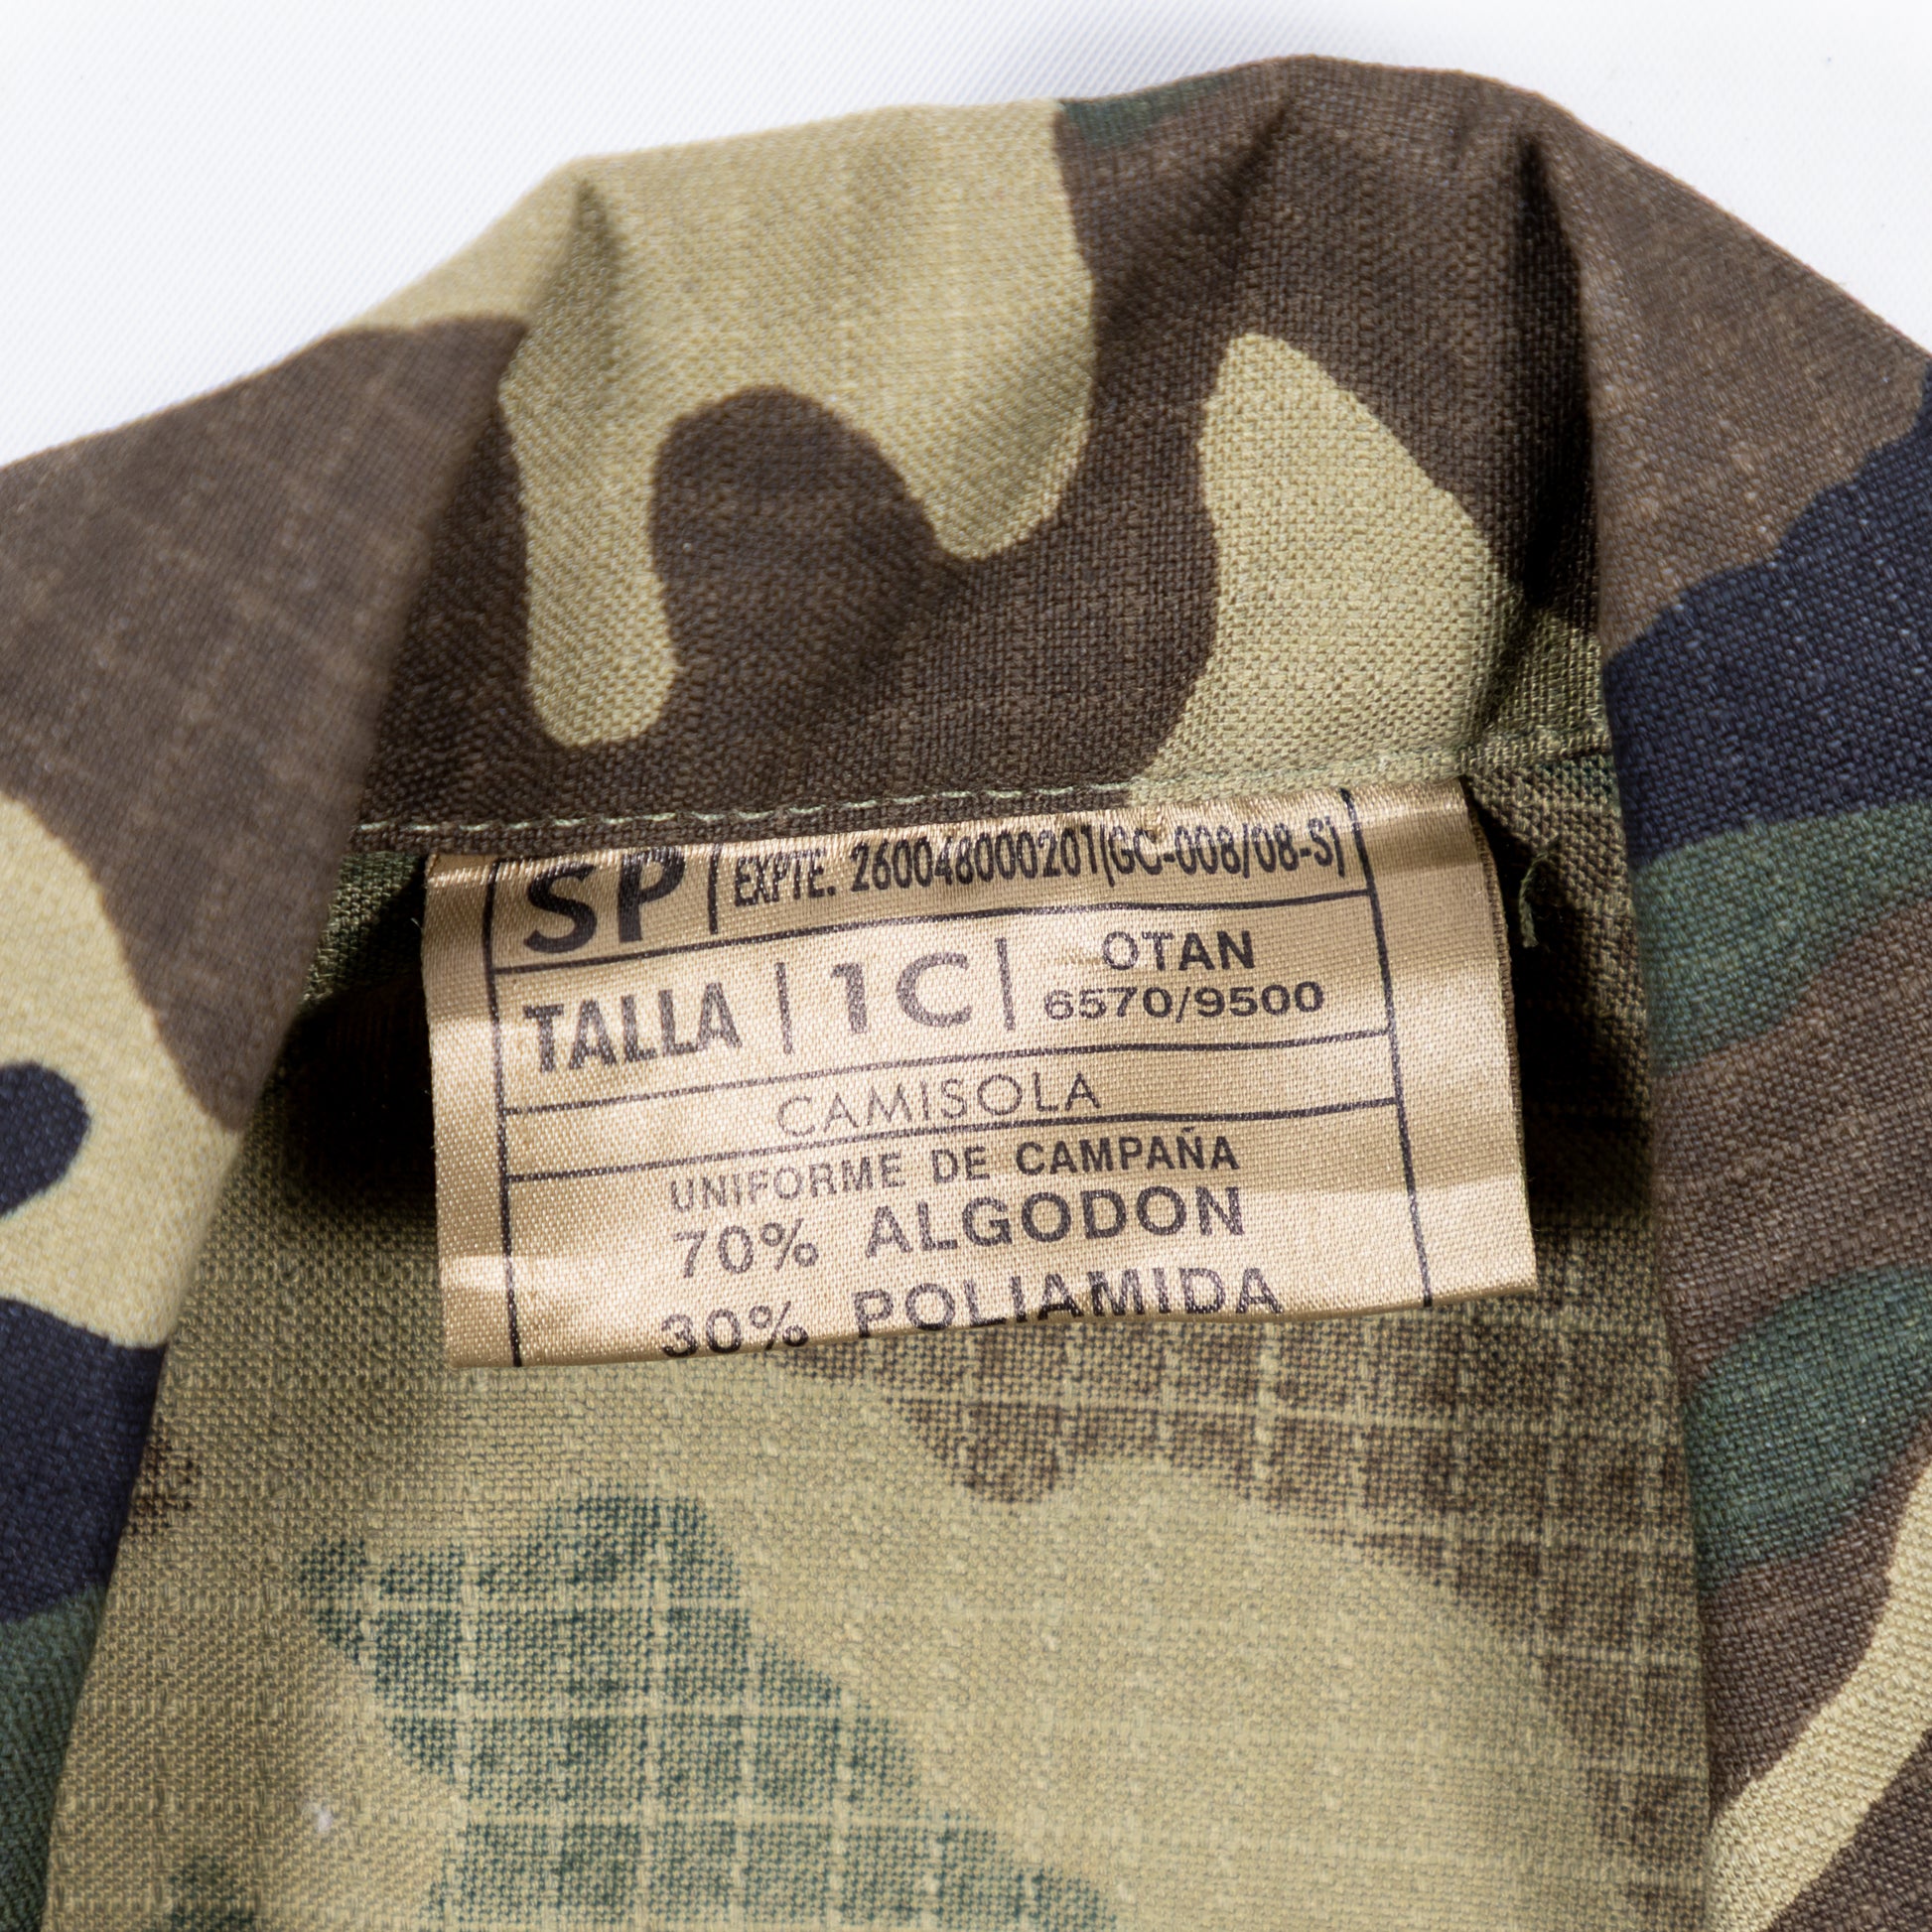 SP EXPTE. 260048000201(GC-008/08-S)
TALLA 1C OTAN
6570/9500
CAMISOLA
UNIFORME DE CAMPAÑA
70% ALGODON
30% POLIAMIDA